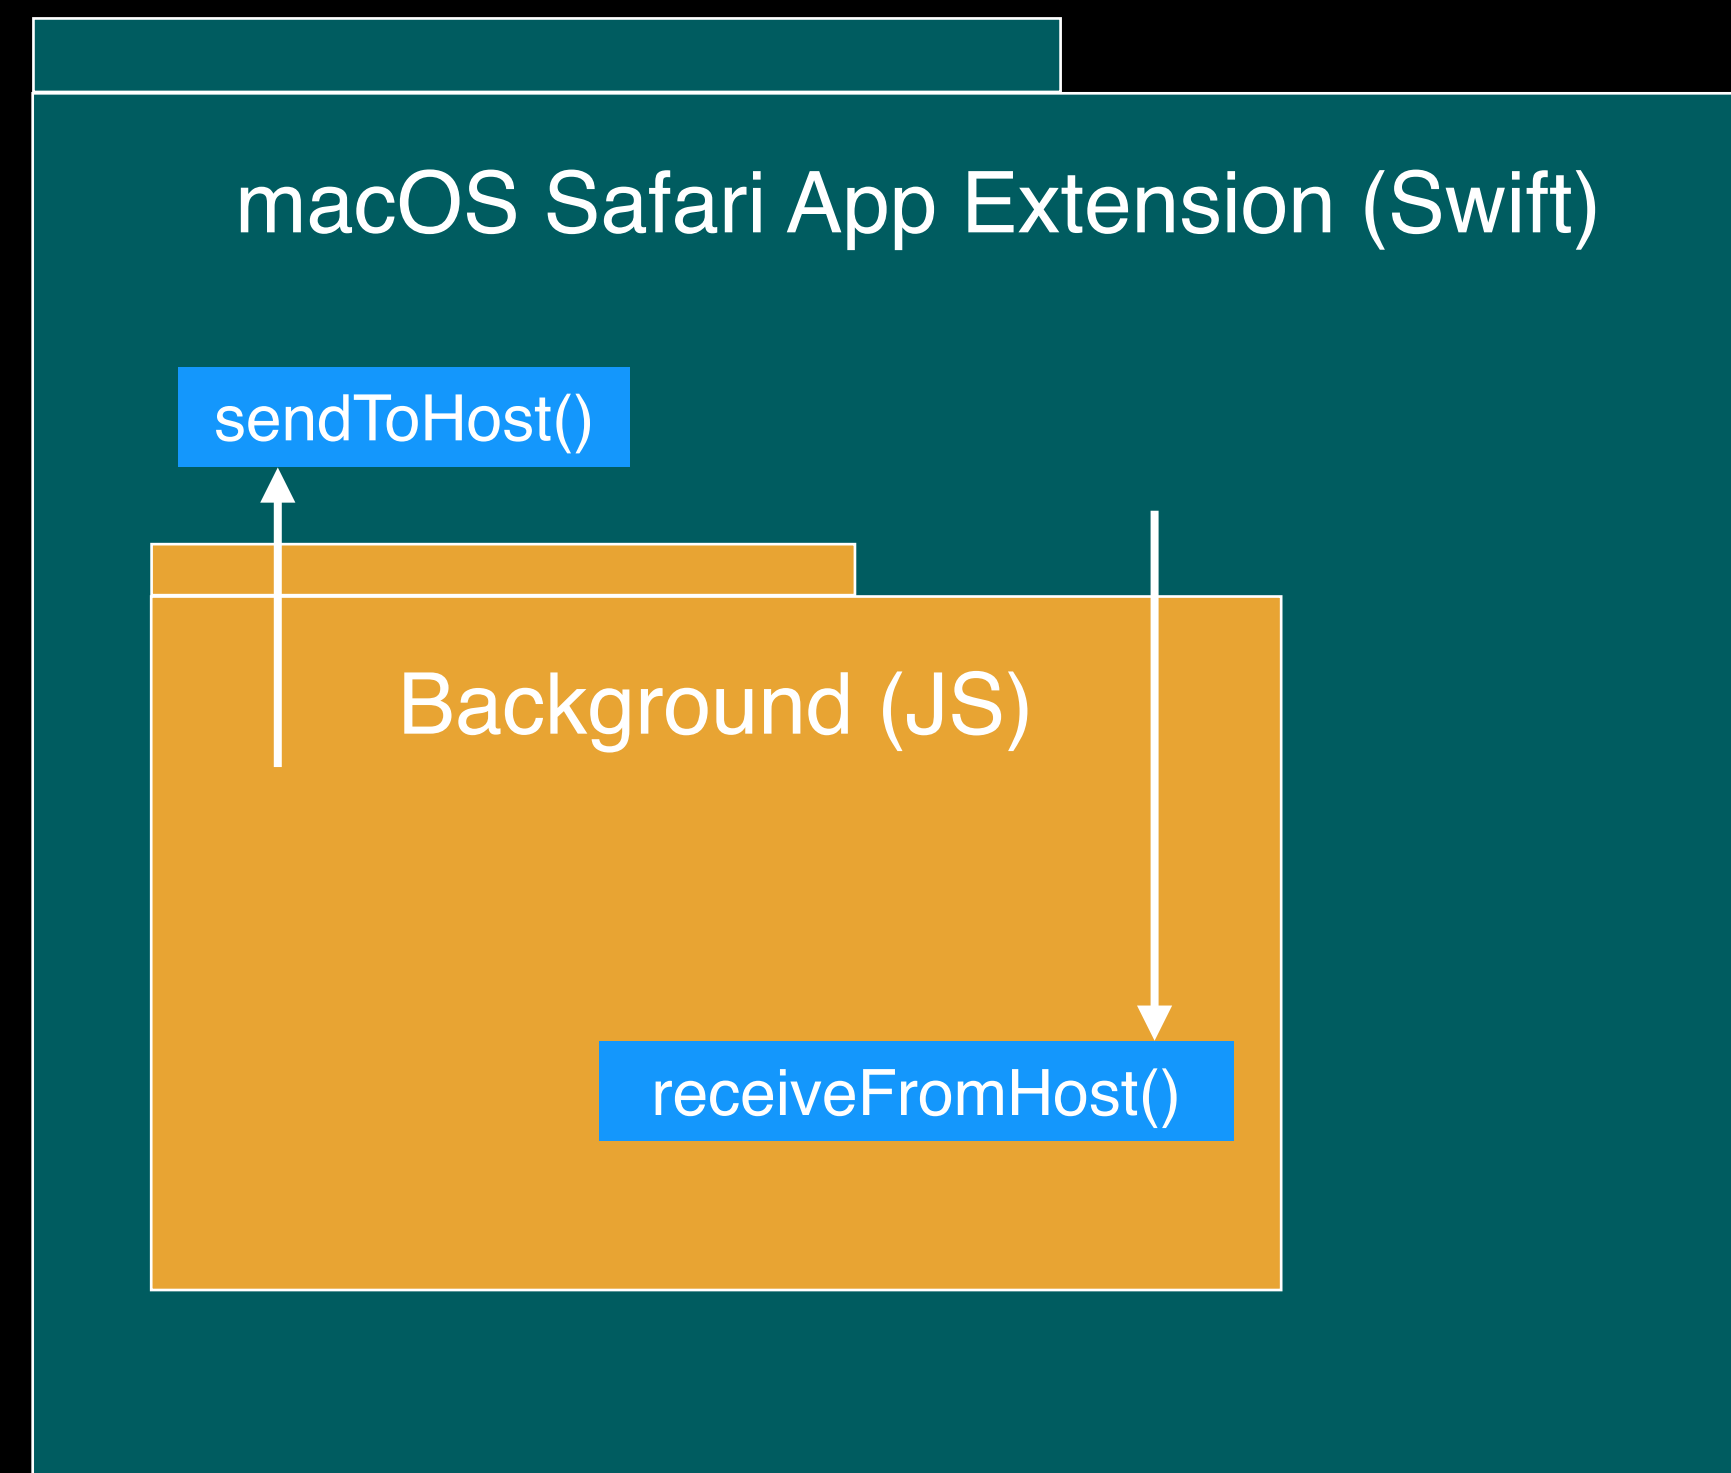 macOS Safari App Extension (Swift)
sendToHost()
Background (JS)
receiveFromHost()